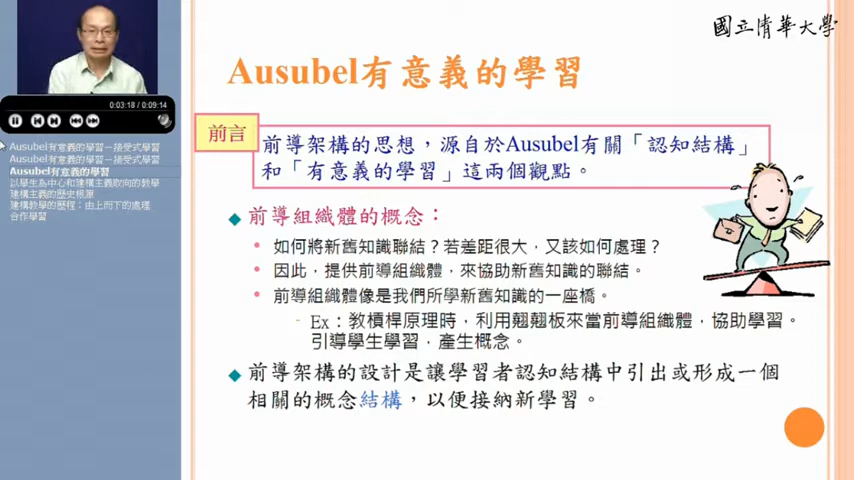 國立清華大學
Ausubel有意義的學習
0:03:18 / 0:09:14
Ausubel有意義的學習－接受式學習
Ausubel有意義的學習－接受式學習
Ausubel有意義的學習
以學生為中心和建構主義取向的教學
建構主義的歷史根源
建構教學的歷程：由上而下的處理
合作學習
前言
前導架構的思想，源自於Ausubel有關「認知結構」
和「有意義的學習」這兩個觀點。
前導組織體的概念：
如何將新舊知識聯結？若差距很大，又該如何處理？
因此，提供前導組織體，來協助新舊知識的聯結。
前導組織體像是我們所學新舊知識的一座橋。
Ex：教槓桿原理時，利用翹翹板來當前導組織體，協助學習。
引導學生學習，產生概念。
前導架構的設計是讓學習者認知結構中引出或形成一個
相關的概念結構，以便接納新學習。